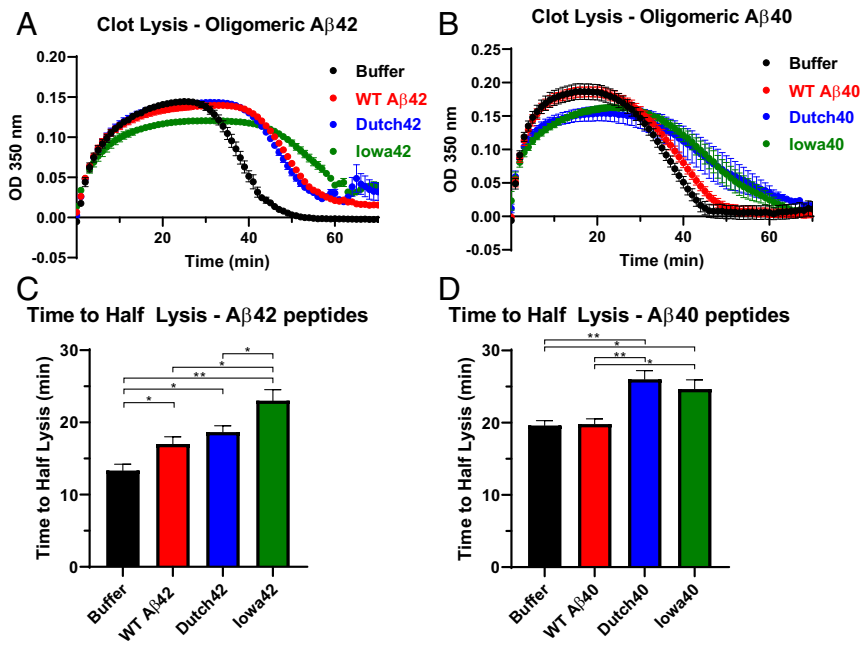 A
Clot Lysis - Oligomeric Aβ42
0.20
0.15
0.10
0.05
0.00
-0.05
OD 350 nm
20
40
60
Time (min)
Buffer
WT Aβ42
Dutch42
Iowa42
B
Clot Lysis - Oligomeric Aβ40
0.25
0.20
0.15
0.10
0.05
0.00
-0.05
OD 350 nm
20
40
60
Time (min)
Buffer
WT Aβ40
Dutch40
Iowa40
C
Time to Half Lysis - Aβ42 peptides
30
20
10
0
Time to Half Lysis (min)
*
*
**
*
*
Buffer
WT Aβ42
Dutch42
Iowa42
D
Time to Half Lysis - Aβ40 peptides
30
20
10
0
Time to Half Lysis (min)
**
*
**
*
Buffer
WT Aβ40
Dutch40
Iowa40